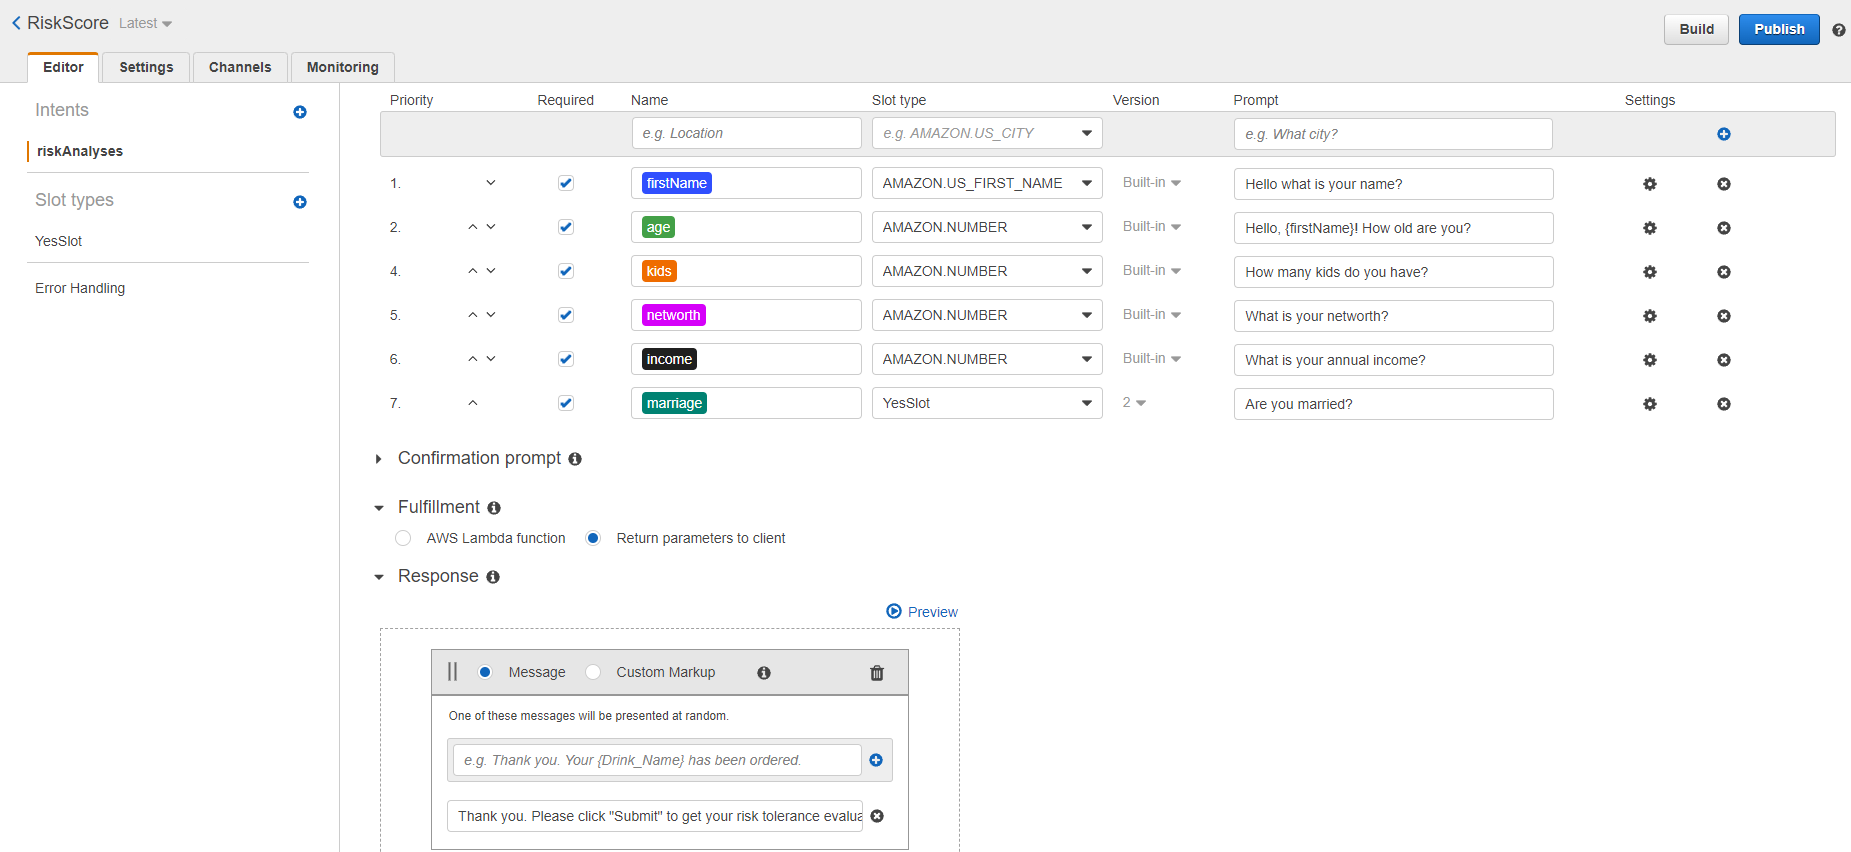 RiskScore Latest
Build Publish
Editor Settings Channels Monitoring
Intents
riskAnalyses
Slot types
YesSlot
Error Handling
Priority Required Name Slot type Version Prompt Settings
e.g. Location e.g. AMAZON.US_CITY e.g. What city?
1. firstName AMAZON.US_FIRST_NAME Built-in Hello what is your name?
2. age AMAZON.NUMBER Built-in Hello, {firstName}! How old are you?
4. kids AMAZON.NUMBER Built-in How many kids do you have?
5. networth AMAZON.NUMBER Built-in What is your networth?
6. income AMAZON.NUMBER Built-in What is your annual income?
7. marriage YesSlot 2 Are you married?
Confirmation prompt
Fulfillment
AWS Lambda function Return parameters to client
Response
Preview
Message Custom Markup
One of these messages will be presented at random.
e.g. Thank you. Your {Drink_Name} has been ordered.
Thank you. Please click "Submit" to get your risk tolerance evalua